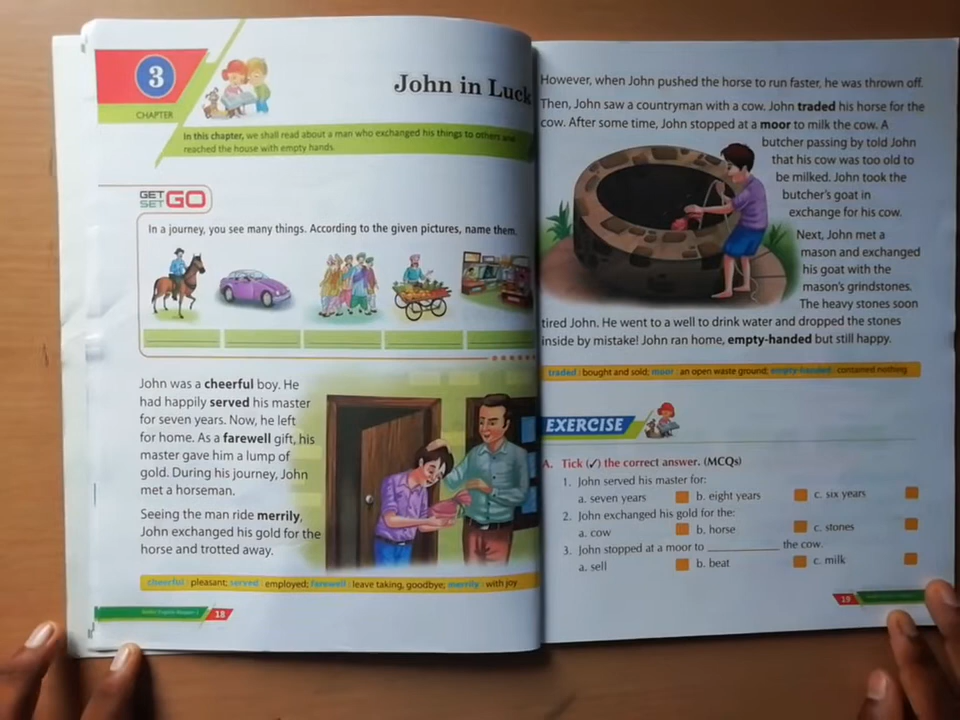 3
CHAPTER
John in Luck
In this chapter, we shall read about a man who exchanged his things to others and
reached the house with empty hands.
GET
SET GO
In a journey, you see many things. According to the given pictures, name them.
John was a cheerful boy. He
had happily served his master
for seven years. Now, he left
for home. As a farewell gift, his
master gave him a lump of
gold. During his journey, John
met a horseman.
Seeing the man ride merrily,
John exchanged his gold for the
horse and trotted away.
cheerful : pleasant; served : employed; farewell : leave taking, goodbye; merrily : with joy
18
However, when John pushed the horse to run faster, he was thrown off.
Then, John saw a countryman with a cow. John traded his horse for the
cow. After some time, John stopped at a moor to milk the cow. A
butcher passing by told John
that his cow was too old to
be milked. John took the
butcher's goat in
exchange for his cow.
Next, John met a
mason and exchanged
his goat with the
mason's grindstones.
The heavy stones soon
tired John. He went to a well to drink water and dropped the stones
inside by mistake! John ran home, empty-handed but still happy.
traded : bought and sold; moor : an open waste ground; empty-handed : contained nothing
EXERCISE
A. Tick (✓) the correct answer. (MCQs)
1. John served his master for:
a. seven years b. eight years c. six years
2. John exchanged his gold for the:
a. cow b. horse c. stones
3. John stopped at a moor to __________ the cow.
a. sell b. beat c. milk
19